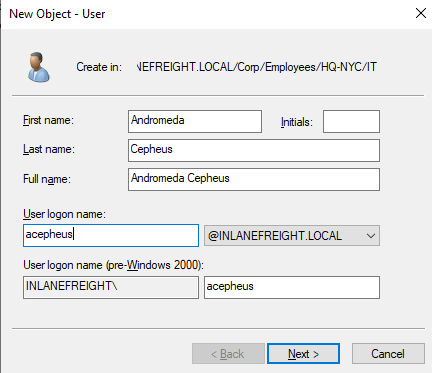 New Object - User
Create in: NEFREIGHT.LOCAL/Corp/Employees/HQ-NYC/IT
First name: Andromeda Initials:
Last name: Cepheus
Full name: Andromeda Cepheus
User logon name:
acepheus @INLANEFREIGHT.LOCAL
User logon name (pre-Windows 2000):
INLANEFREIGHT\ acepheus
< Back Next > Cancel